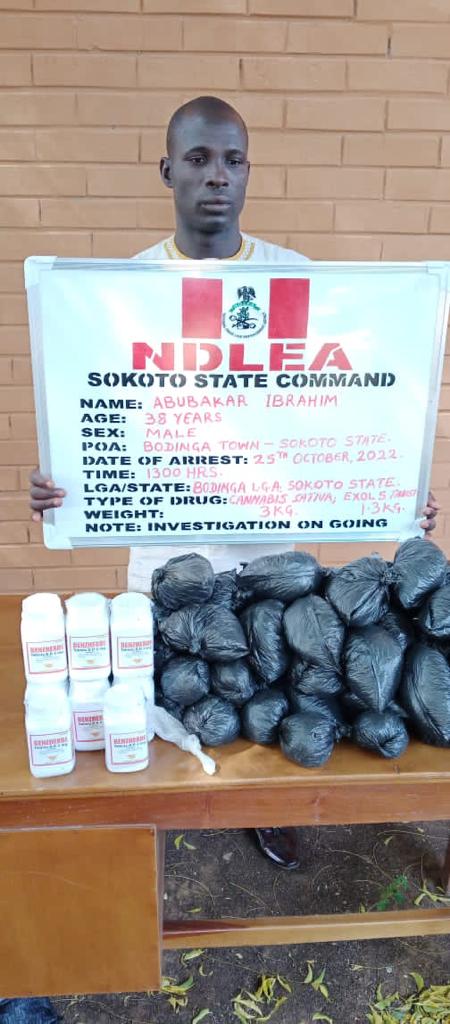 NDLEA
SOKOTO STATE COMMAND
NAME: ABUBAKAR IBRAHIM
AGE: 38 YEARS
SEX: MALE
POA: BODINGA TOWN – SOKOTO STATE.
DATE OF ARREST: 25TH OCTOBER, 2022.
TIME: 1300 HRS.
LGA/STATE: BODINGA L.G.A. SOKOTO STATE.
TYPE OF DRUG: CANNABIS SATIVA, EXOL 5
WEIGHT: 3KG. 1.3KG.
NOTE: INVESTIGATION ON GOING